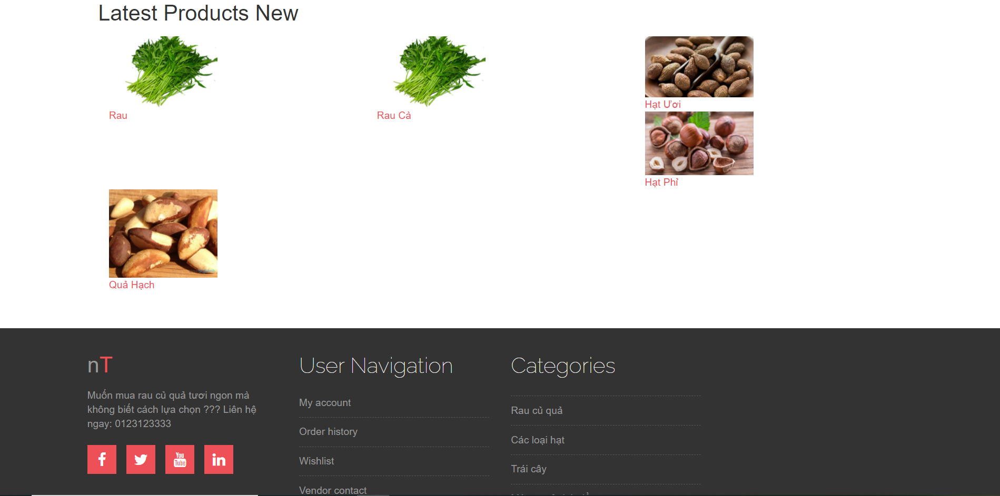 Latest Products New
Rau
Rau Cả
Hạt Ươi
Hạt Phỉ
Quả Hạch
nT
Muốn mua rau củ quả tươi ngon mà
không biết cách lựa chọn ??? Liên hệ
ngay: 0123123333
You
Tube
in
User Navigation
My account
Order history
Wishlist
Vendor contact
Categories
Rau củ quả
Các loại hạt
Trái cây